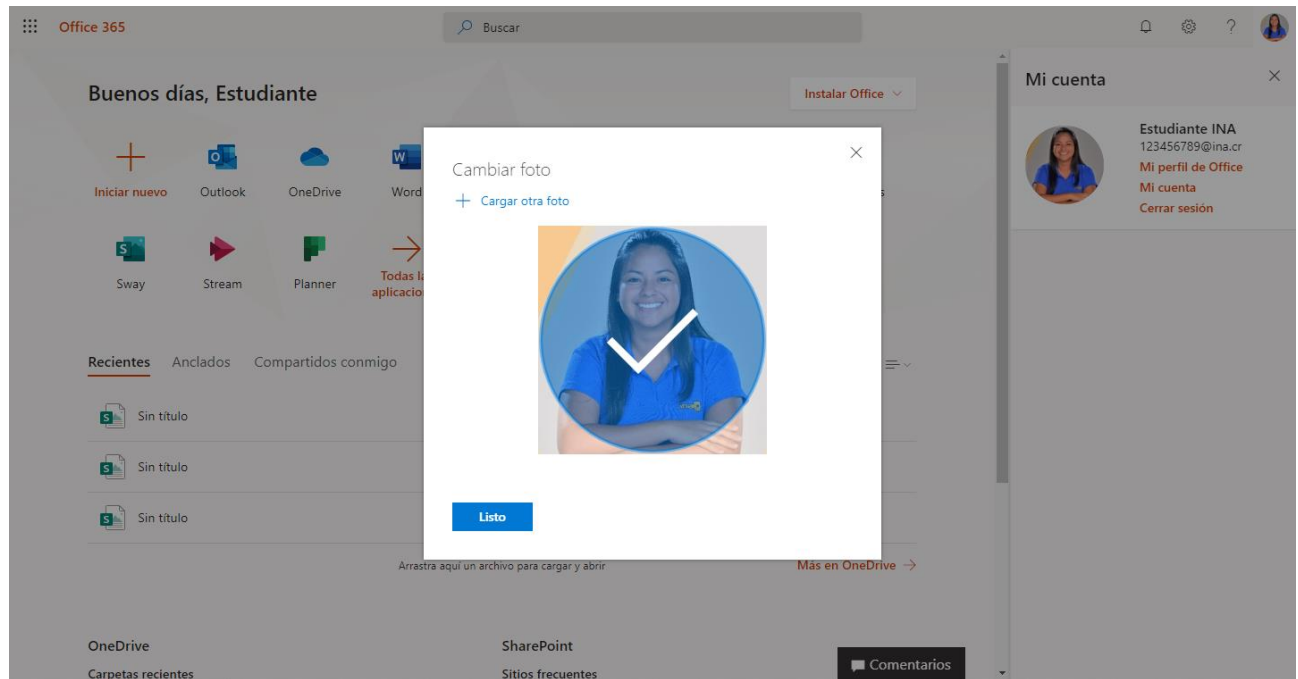 Office 365
Buscar
Buenos días, Estudiante
Instalar Office
Iniciar nuevo
Outlook
OneDrive
Word
Sway
Stream
Planner
Todas
Recientes
Anclados
Compartidos conmigo
Sin título
Sin título
Sin título
Arrastra aquí un archivo para cargar y abrir
Más en OneDrive
OneDrive
SharePoint
Carpetas recientes
Sitios frecuentes
Comentarios
Cambiar foto
Cargar otra foto
Listo
Mi cuenta
Estudiante INA
123456789@ina.cr
Mi perfil de Office
Mi cuenta
Cerrar sesión